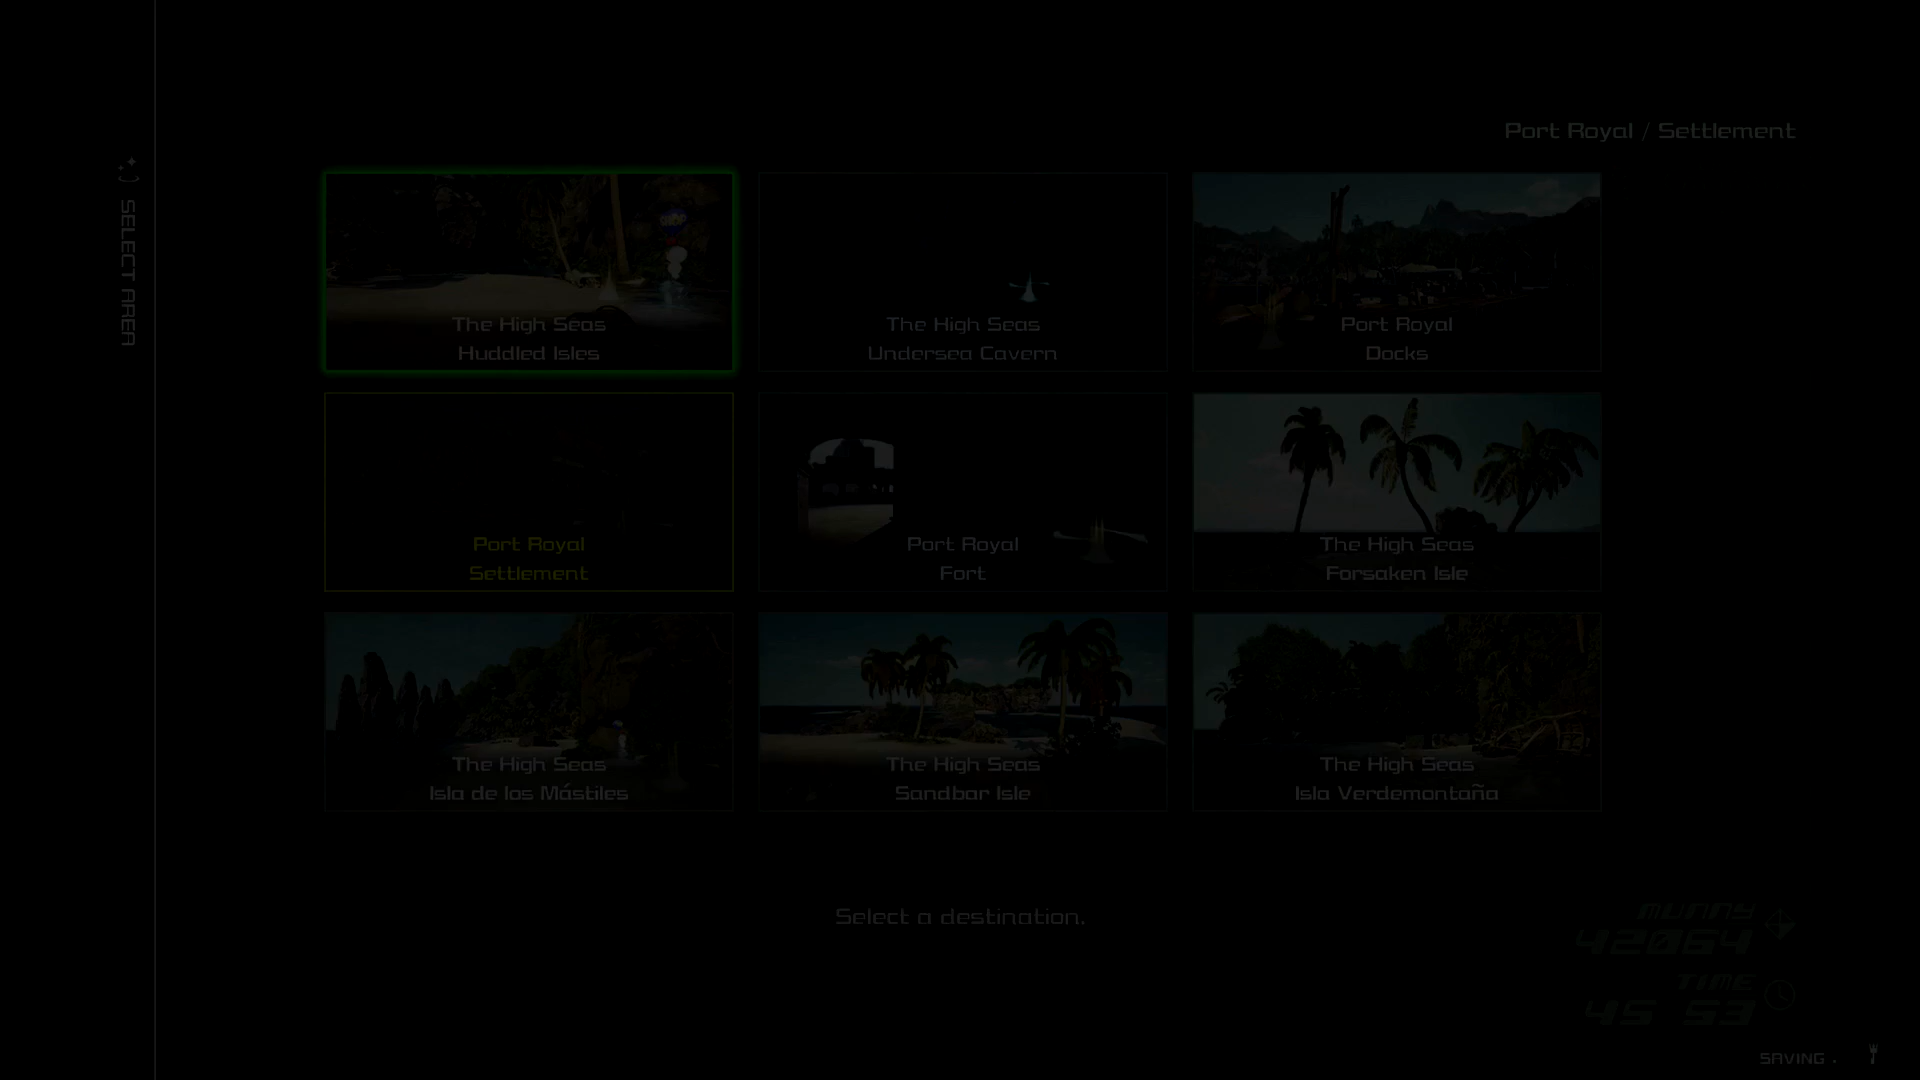 Port Royal / Settlement
SELECT AREA
SHOP
The High Seas
Huddled Isles
The High Seas
Undersea Cavern
Port Royal
Docks
Port Royal
Settlement
Port Royal
Fort
The High Seas
Forsaken Isle
The High Seas
Isla de los Mástiles
The High Seas
Sandbar Isle
The High Seas
Isla Verdemontaña
Select a destination.
MUNNY
42064
TIME
45 53
SAVING .